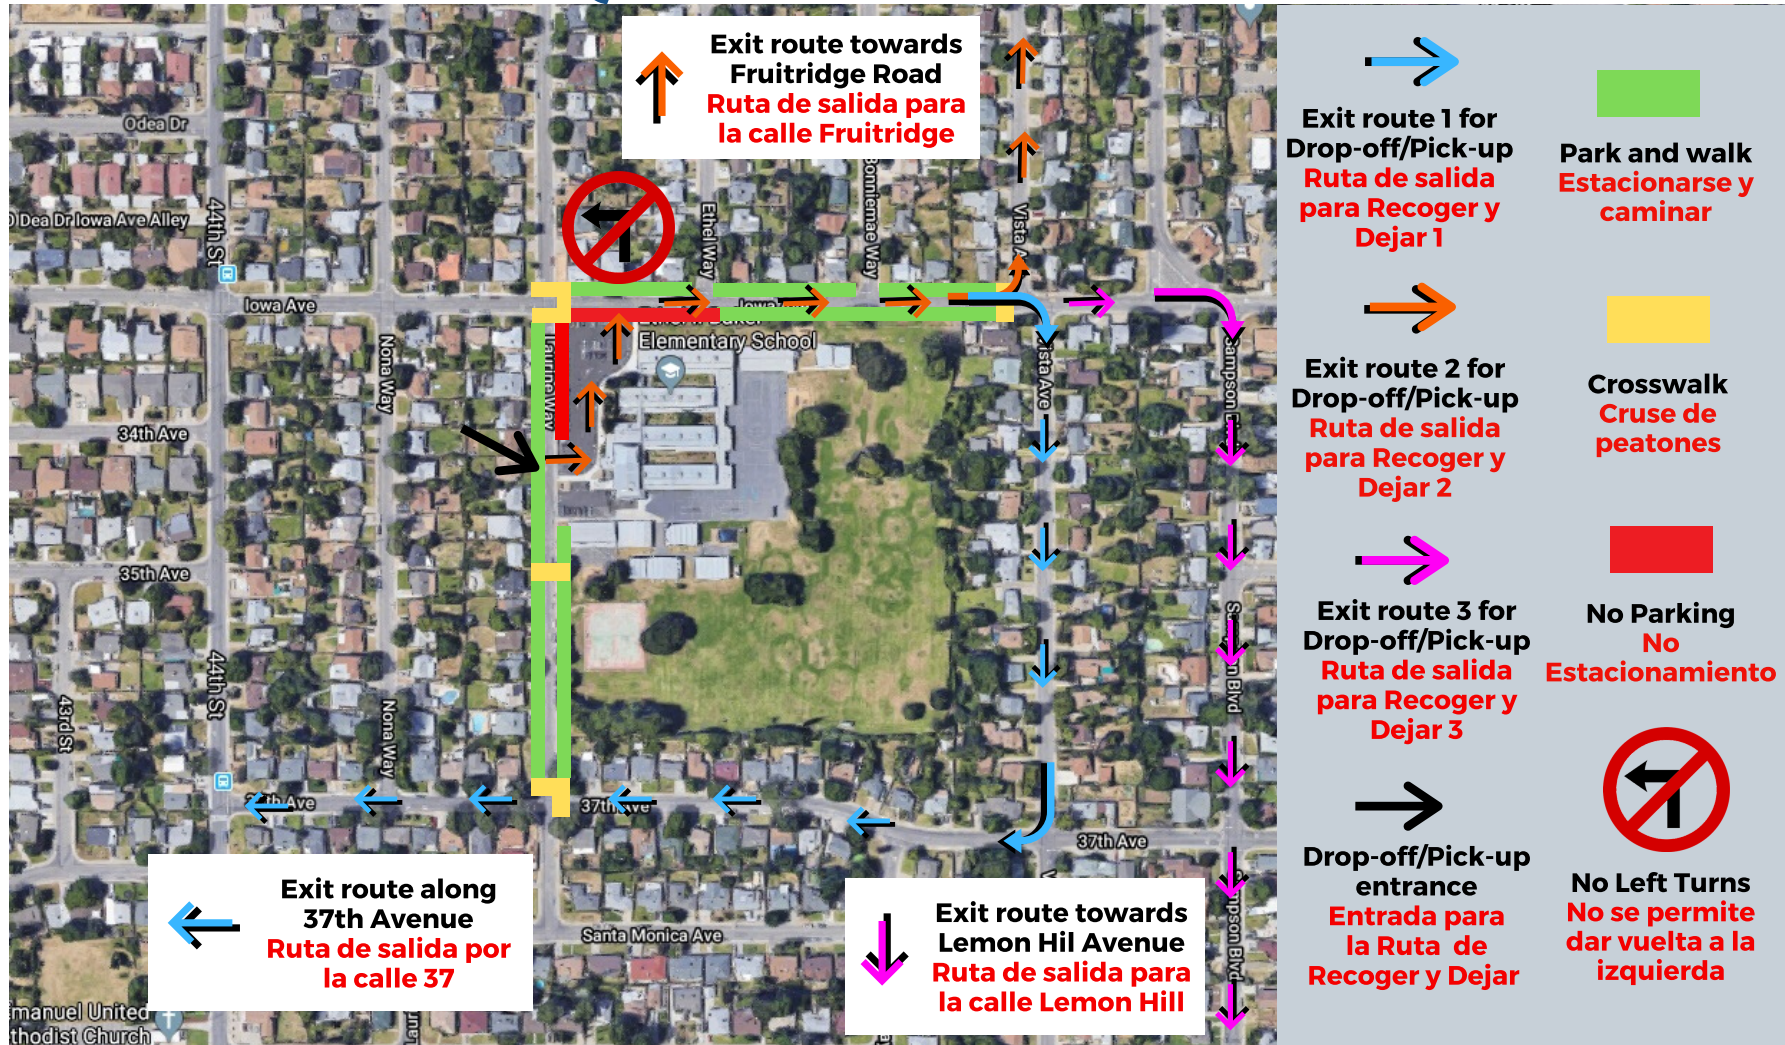 Exit route towards
Fruitridge Road
Ruta de salida para
la calle Fruitridge
Odea Dr
O Dea Dr Iowa Ave Alley
44th St
Ethel Way
Bonniemae Way
Vista A
Iowa Ave
Iowa
Elementary School
Nona Way
Laurine Way
ista Ave
34th Ave
35th Ave
44th St
43rd St
Nona Way
Blvd
37th Ave
37th Ave
th Ave
Santa Monica Ave
mpson Blvd
manuel United
thodist Church
Exit route along
37th Avenue
Ruta de salida por
la calle 37
Exit route towards
Lemon Hil Avenue
Ruta de salida para
la calle Lemon Hill
Exit route 1 for
Drop-off/Pick-up
Ruta de salida
para Recoger y
Dejar 1
Exit route 2 for
Drop-off/Pick-up
Ruta de salida
para Recoger y
Dejar 2
Exit route 3 for
Drop-off/Pick-up
Ruta de salida
para Recoger y
Dejar 3
Drop-off/Pick-up
entrance
Entrada para
la Ruta de
Recoger y Dejar
Park and walk
Estacionarse y
caminar
Crosswalk
Cruse de
peatones
No Parking
No
Estacionamiento
No Left Turns
No se permite
dar vuelta a la
izquierda